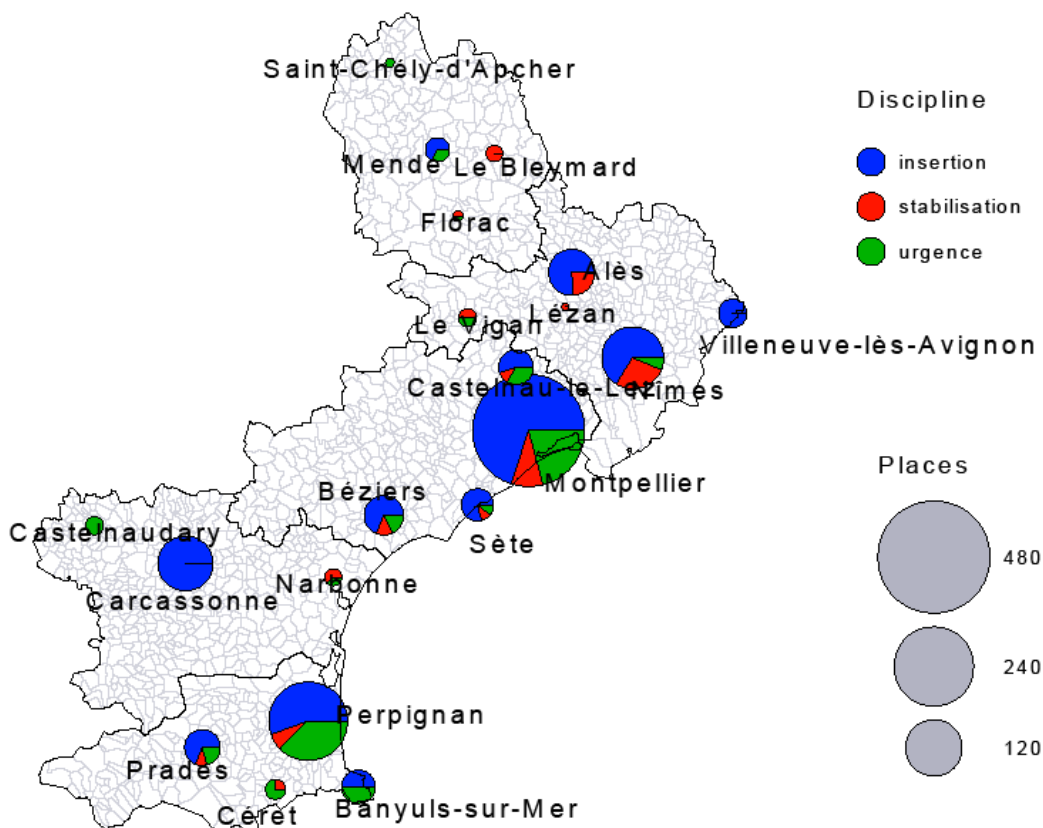 Saint-Chély-d'Apcher
Mende
Le Bleymard
Florac
Alès
Lézan
Le Vigan
Villeneuve-lès-Avignon
Castelnau-le-Lez
Nîmes
Montpellier
Béziers
Sète
Castelnaudary
Carcassonne
Narbonne
Perpignan
Prades
Céret
Banyuls-sur-Mer
Discipline
insertion
stabilisation
urgence
Places
480
240
120